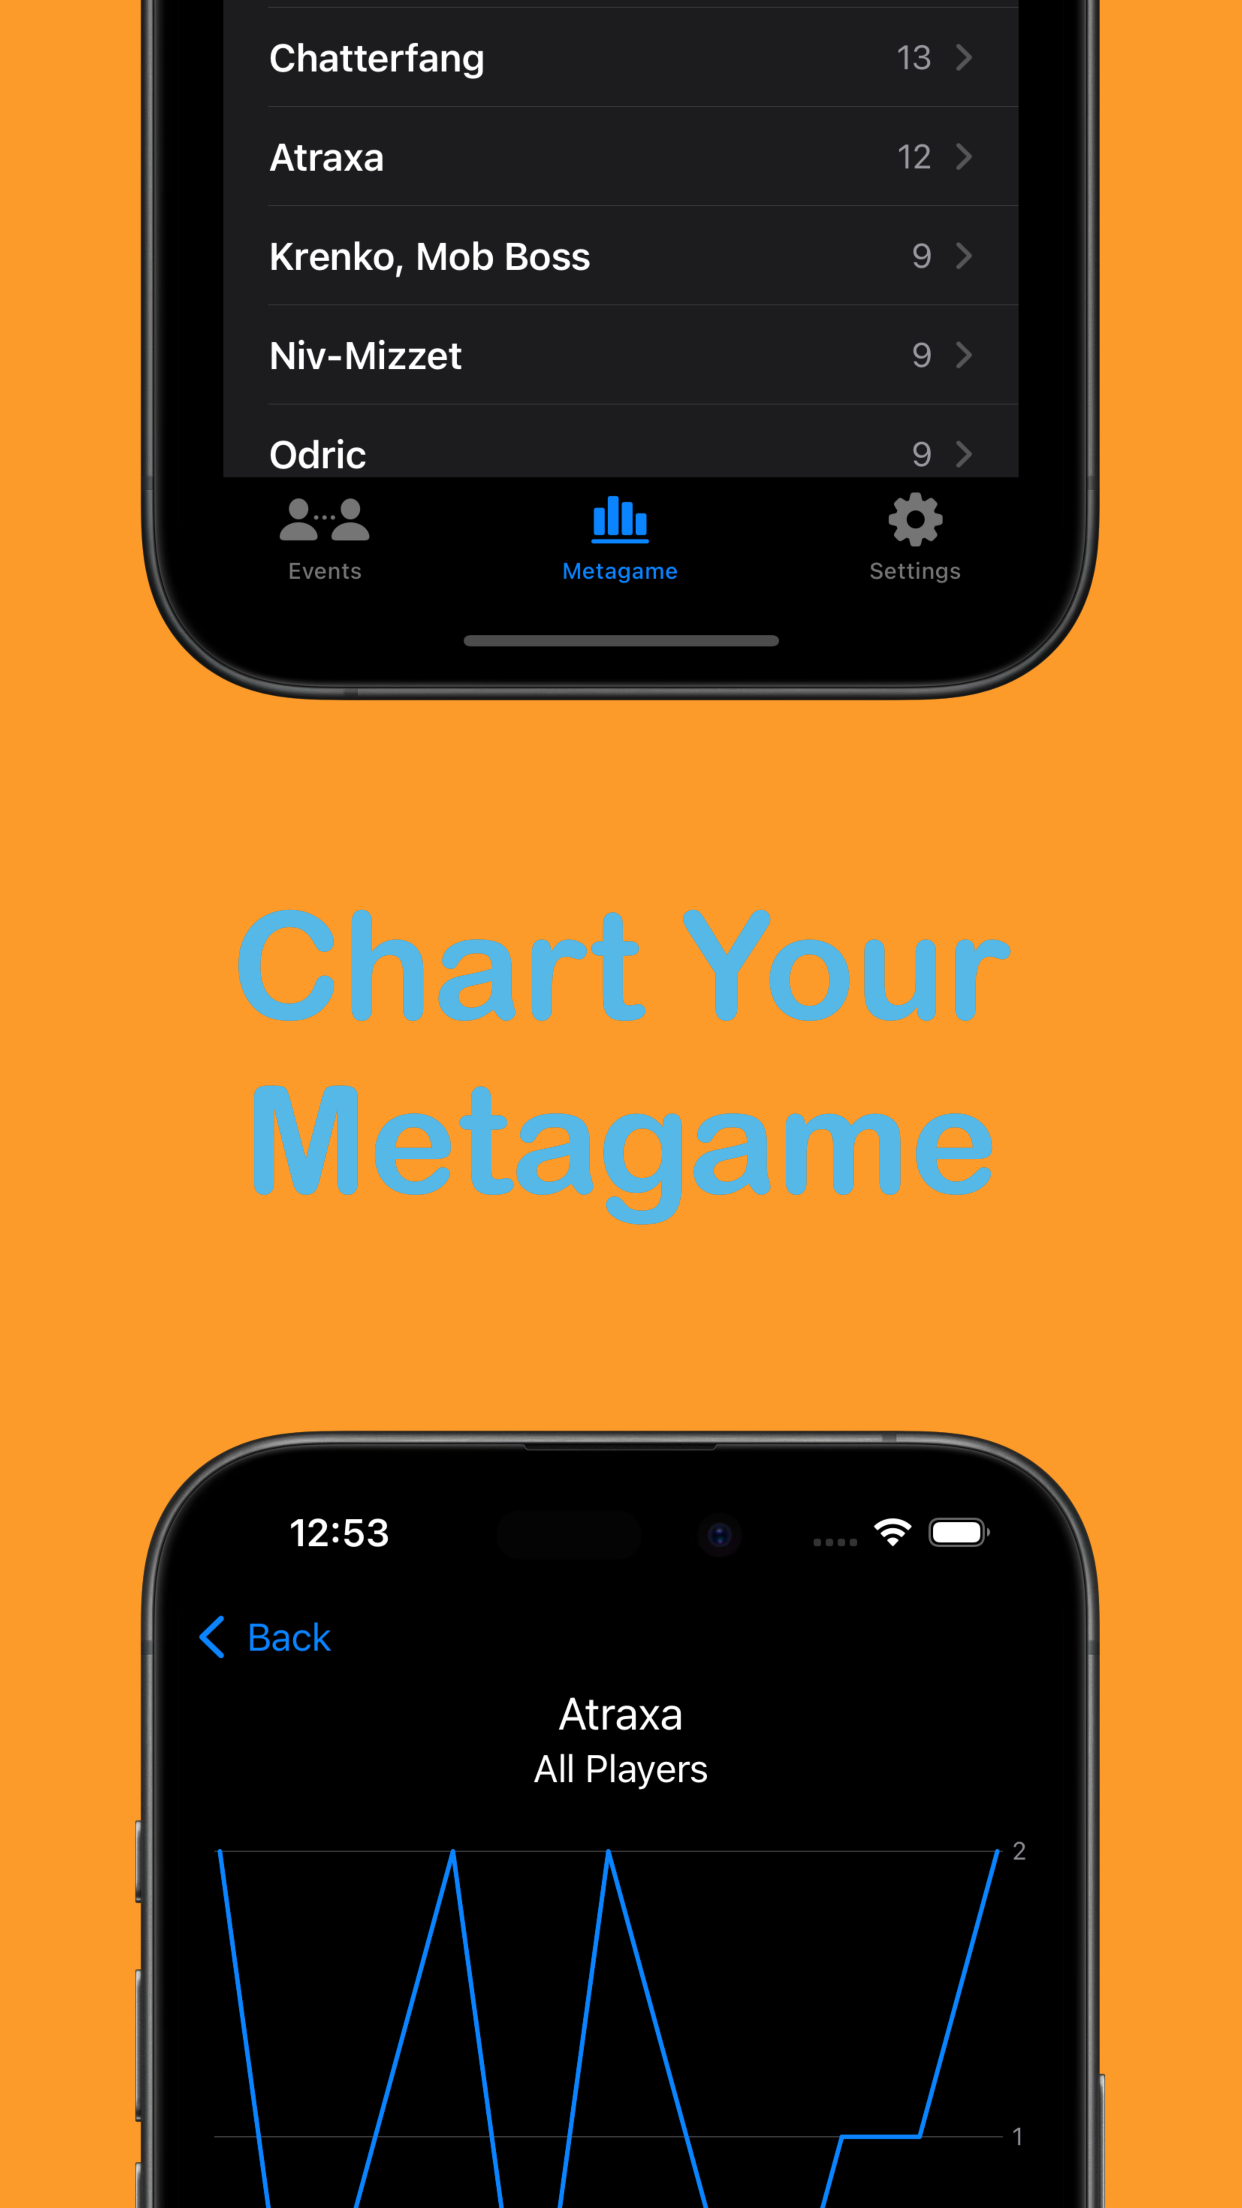 Chatterfang 13
Atraxa 12
Krenko, Mob Boss 9
Niv-Mizzet 9
Odric 9
Events Metagame Settings
Chart Your
Metagame
12:53
Back
Atraxa
All Players
2
1